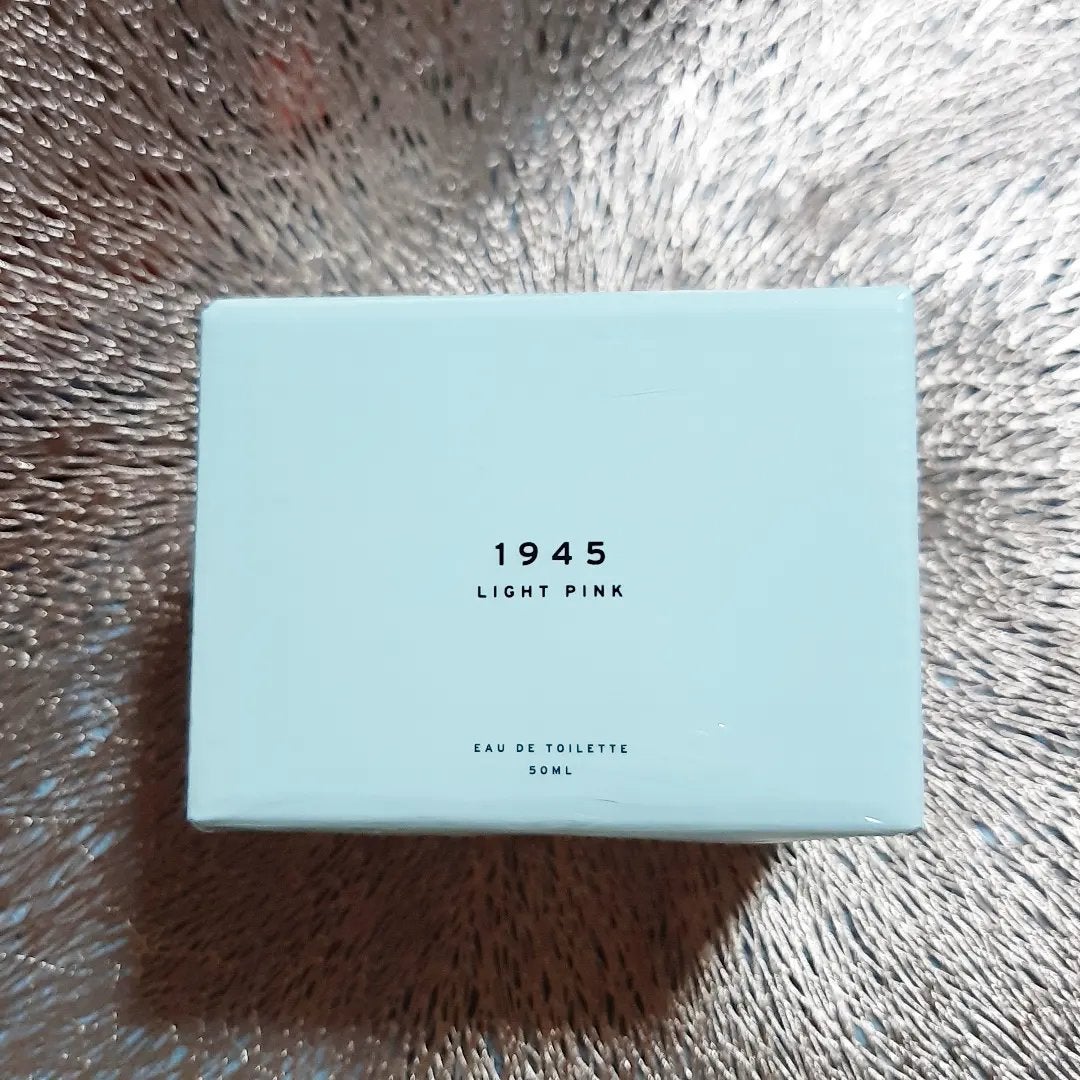 1945
LIGHT PINK
EAU DE TOILETTE
50ML